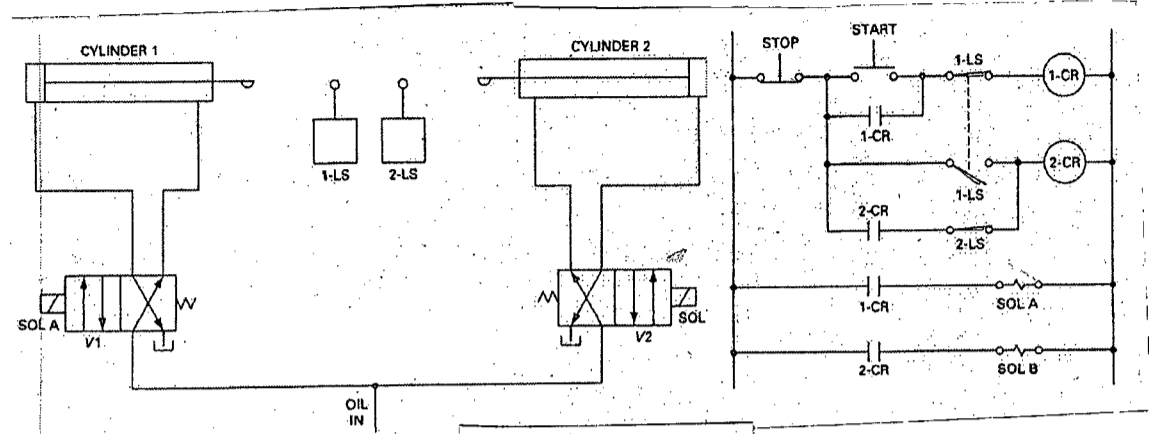 CYLINDER 1
CYLINDER 2
1-LS
2-LS
SOL A
V1
V2
SOL
OIL
IN
STOP
START
1-LS
1-CR
1-CR
1-LS
2-CR
2-CR
2-LS
1-CR
SOL A
2-CR
SOL B